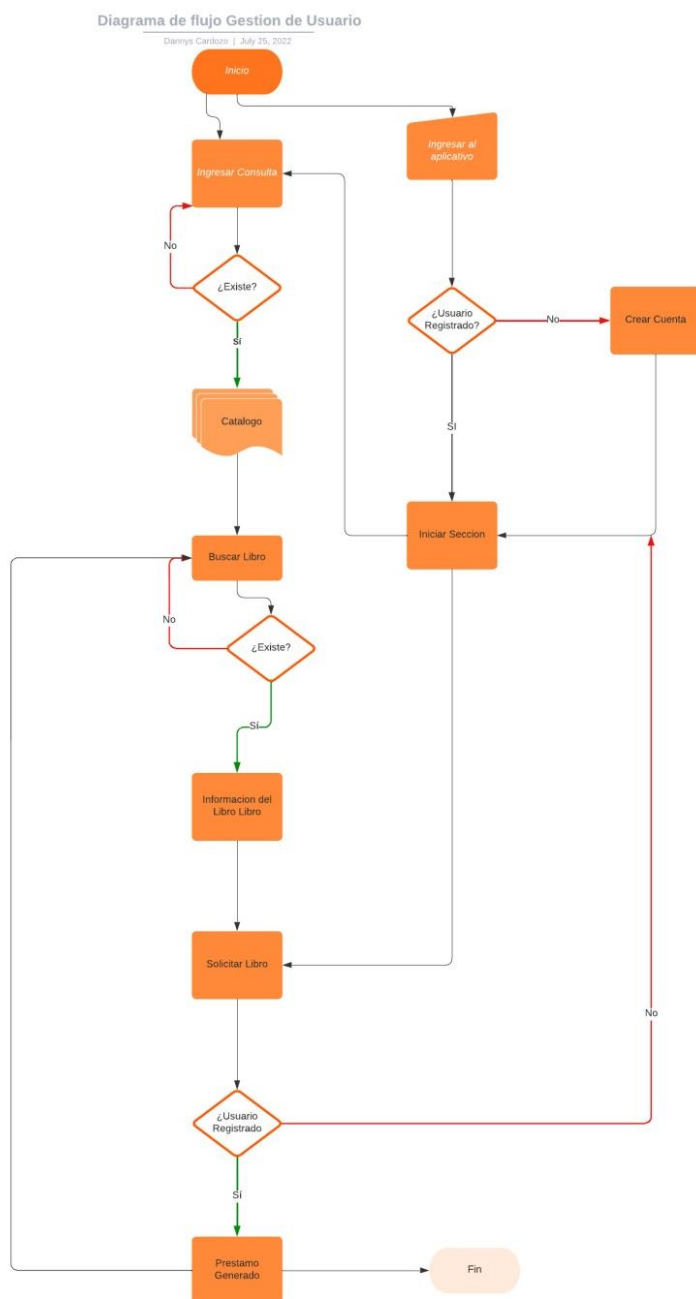 Diagrama de flujo Gestion de Usuario
Dannys Cardozo | July 25, 2022
Inicio
Ingresar al
aplicativo
Ingresar Consulta
No
¿Existe?
¿Usuario
Registrado?
No
Crear Cuenta
Sí
Catalogo
SI
Iniciar Seccion
Buscar Libro
No
¿Existe?
Sí
Informacion del
Libro Libro
Solicitar Libro
No
¿Usuario
Registrado
Sí
Prestamo
Generado
Fin